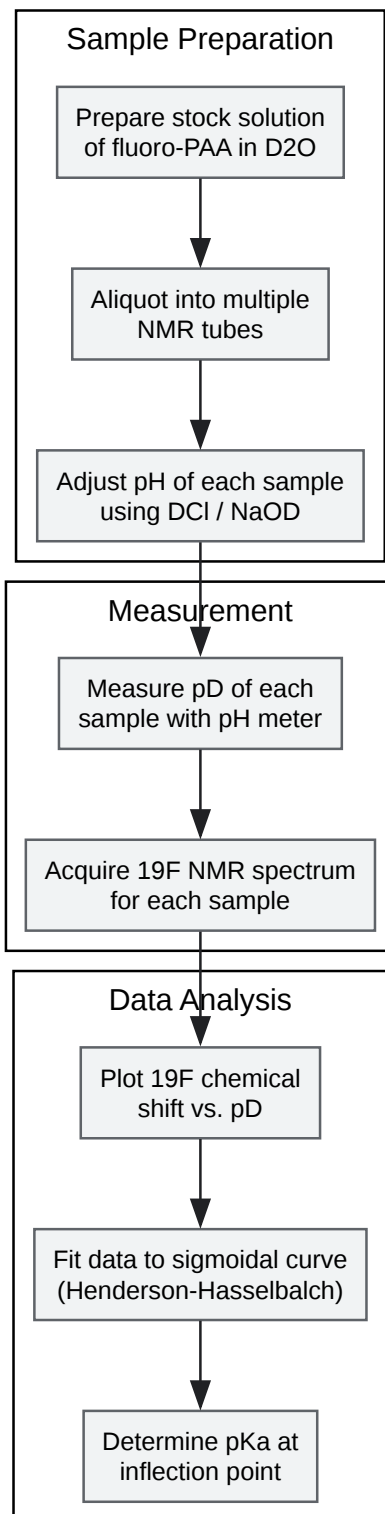 Sample Preparation
Prepare stock solution
of fluoro-PAA in D2O
Aliquot into multiple
NMR tubes
Adjust pH of each sample
using DCl / NaOD
Measurement
Measure pD of each
sample with pH meter
Acquire 19F NMR spectrum
for each sample
Data Analysis
Plot 19F chemical
shift vs. pD
Fit data to sigmoidal curve
(Henderson-Hasselbalch)
Determine pKa at
inflection point